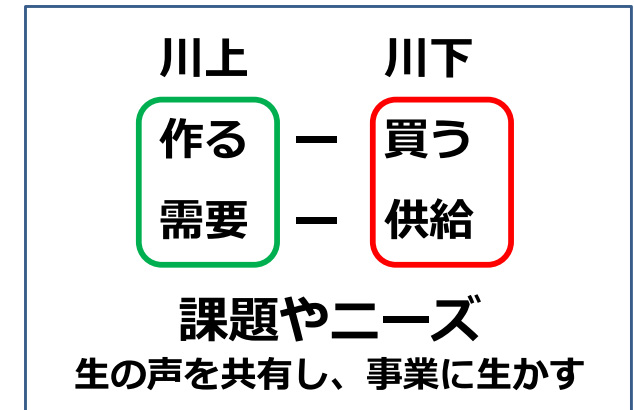 川上 川下
作る ー 買う
需要 ー 供給
課題やニーズ
生の声を共有し、事業に生かす